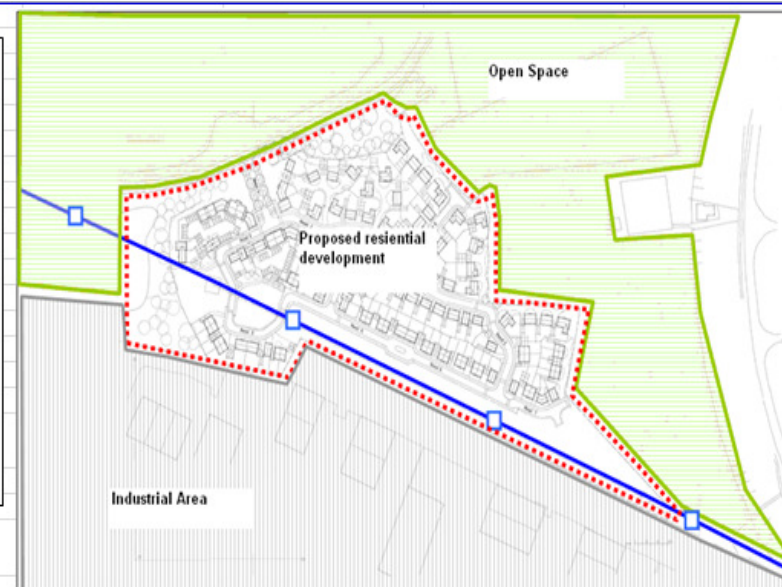 Open Space
Proposed resiential
development
Industrial Area